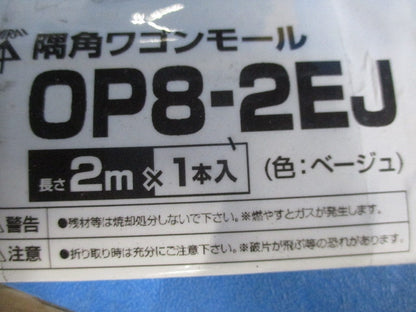 隅角ワゴンモール
OP8-2EJ
長さ 2m×1本入 (色:ベージュ)
警告 ●残材等は焼却処分しないで下さい。※燃やすとガスが発生します。
注意 ●折り取り時は充分にご注意下さい。※破片が飛ぶ等の恐れがあります。